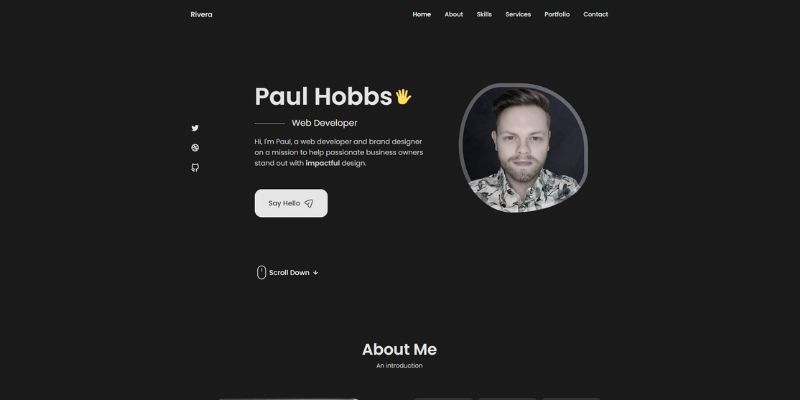 Rivera
Home About Skills Services Portfolio Contact
Paul Hobbs
Web Developer
Hi, I'm Paul, a web developer and brand designer
on a mission to help passionate business owners
stand out with impactful design.
Say Hello
Scroll Down
About Me
An introduction